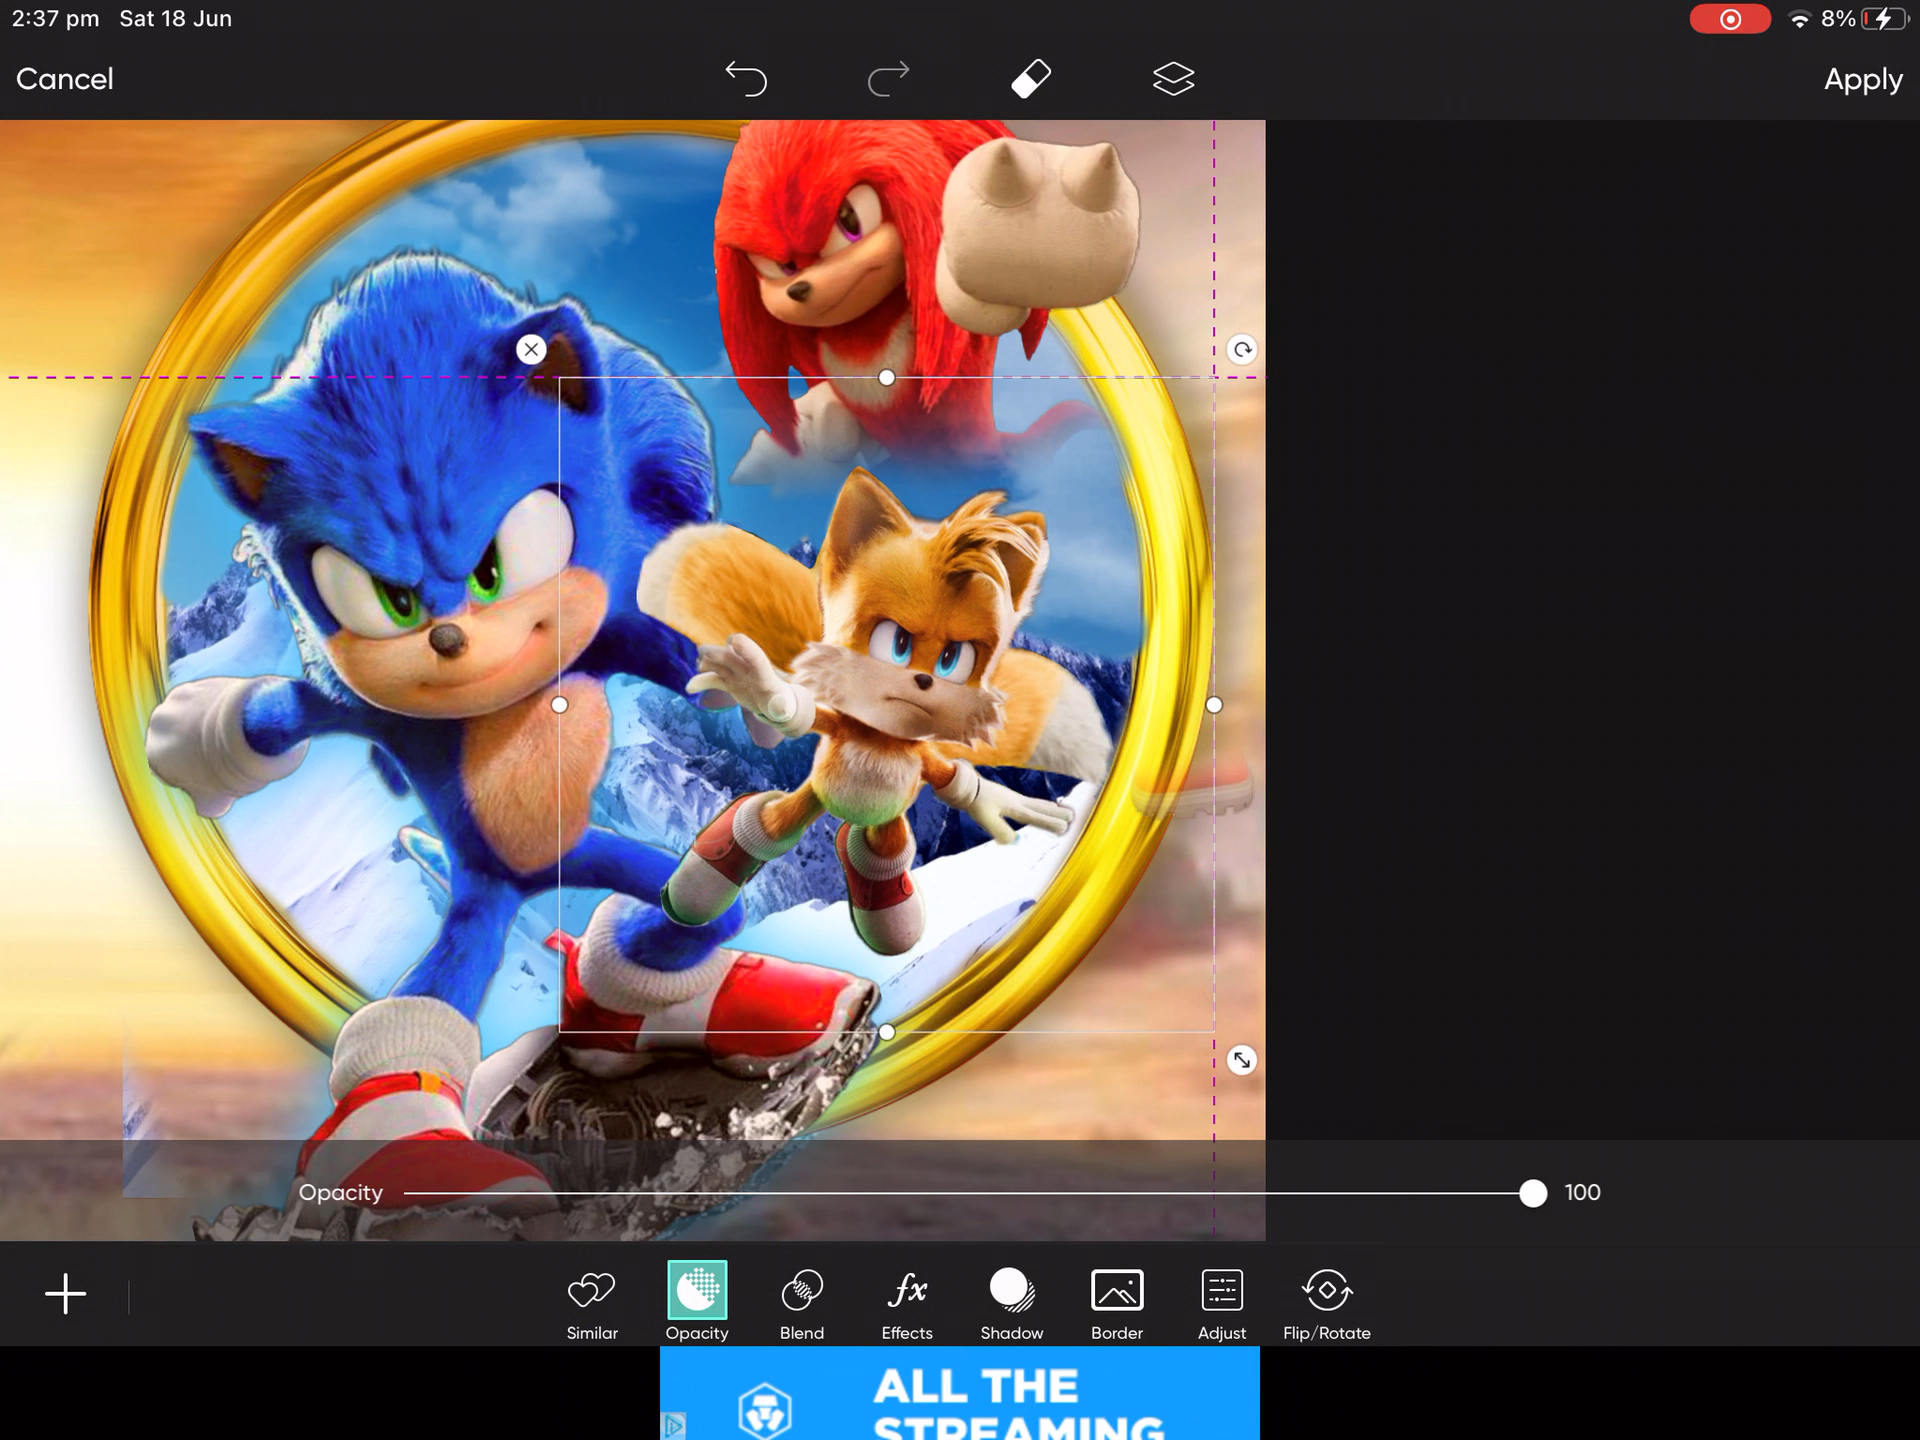 2:37 pm Sat 18 Jun
8%
Cancel
Apply
Opacity
100
Similar
Opacity
Blend
fx
Effects
Shadow
Border
Adjust
Flip/Rotate
ALL THE
STREAMING